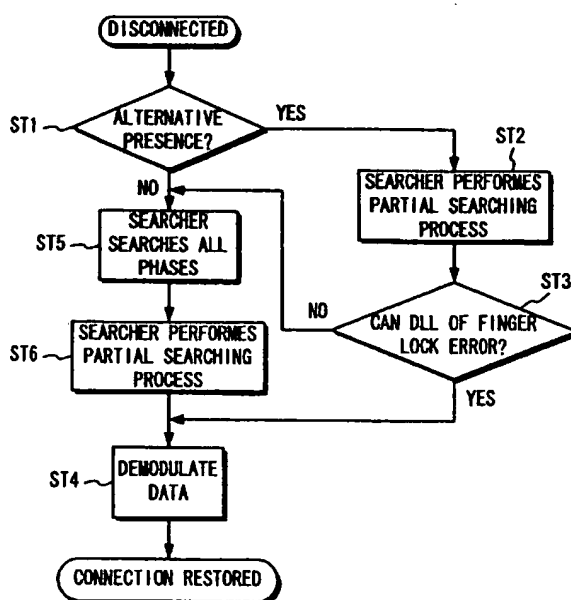 DISCONNECTED
ST1
ALTERNATIVE
PRESENCE?
YES
NO
ST2
SEARCHER PERFORMES
PARTIAL SEARCHING
PROCESS
ST5
SEARCHER
SEARCHES ALL
PHASES
ST3
CAN DLL OF FINGER
LOCK ERROR?
NO
YES
ST6
SEARCHER PERFORMES
PARTIAL SEARCHING
PROCESS
ST4
DEMODULATE
DATA
CONNECTION RESTORED